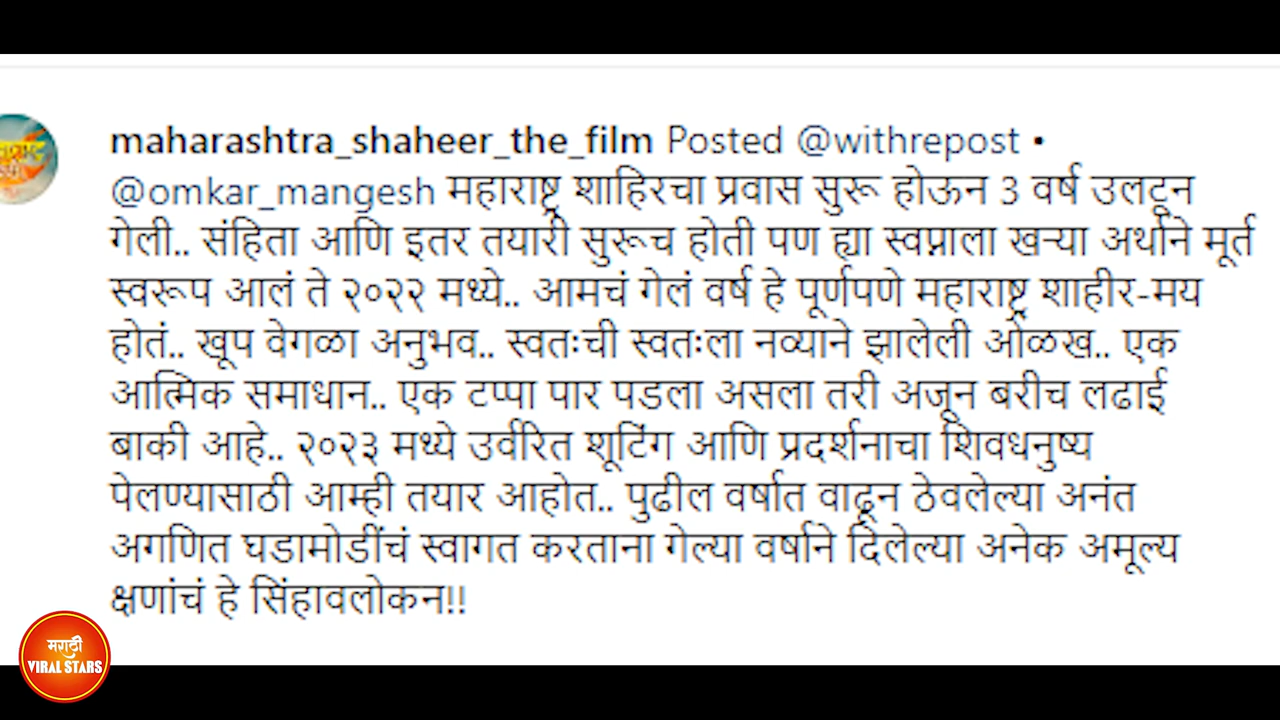 maharashtra_shaheer_the_film Posted @withrepost •
@omkar_mangesh महाराष्ट्र शाहिरचा प्रवास सुरू होऊन 3 वर्ष उलटून
गेली.. संहिता आणि इतर तयारी सुरूच होती पण ह्या स्वप्नाला खऱ्या अर्थाने मूर्त
स्वरूप आलं ते २०२२ मध्ये.. आमचं गेलं वर्ष हे पूर्णपणे महाराष्ट्र शाहीर-मय
होतं.. खूप वेगळा अनुभव.. स्वतःची स्वतःला नव्याने झालेली ओळख.. एक
आत्मिक समाधान.. एक टप्पा पार पडला असला तरी अजून बरीच लढाई
बाकी आहे.. २०२३ मध्ये उर्वरित शूटिंग आणि प्रदर्शनाचा शिवधनुष्य
पेलण्यासाठी आम्ही तयार आहोत.. पुढील वर्षात वाढून ठेवलेल्या अनंत
अगणित घडामोडींचं स्वागत करताना गेल्या वर्षाने दिलेल्या अनेक अमूल्य
क्षणांचं हे सिंहावलोकन!!
मराठी
VIRAL STARS